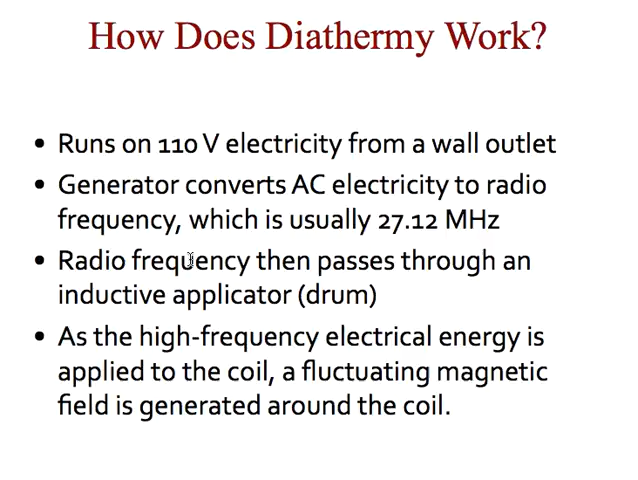 How Does Diathermy Work?
• Runs on 110 V electricity from a wall outlet
• Generator converts AC electricity to radio
frequency, which is usually 27.12 MHz
• Radio frequency then passes through an
inductive applicator (drum)
• As the high-frequency electrical energy is
applied to the coil, a fluctuating magnetic
field is generated around the coil.